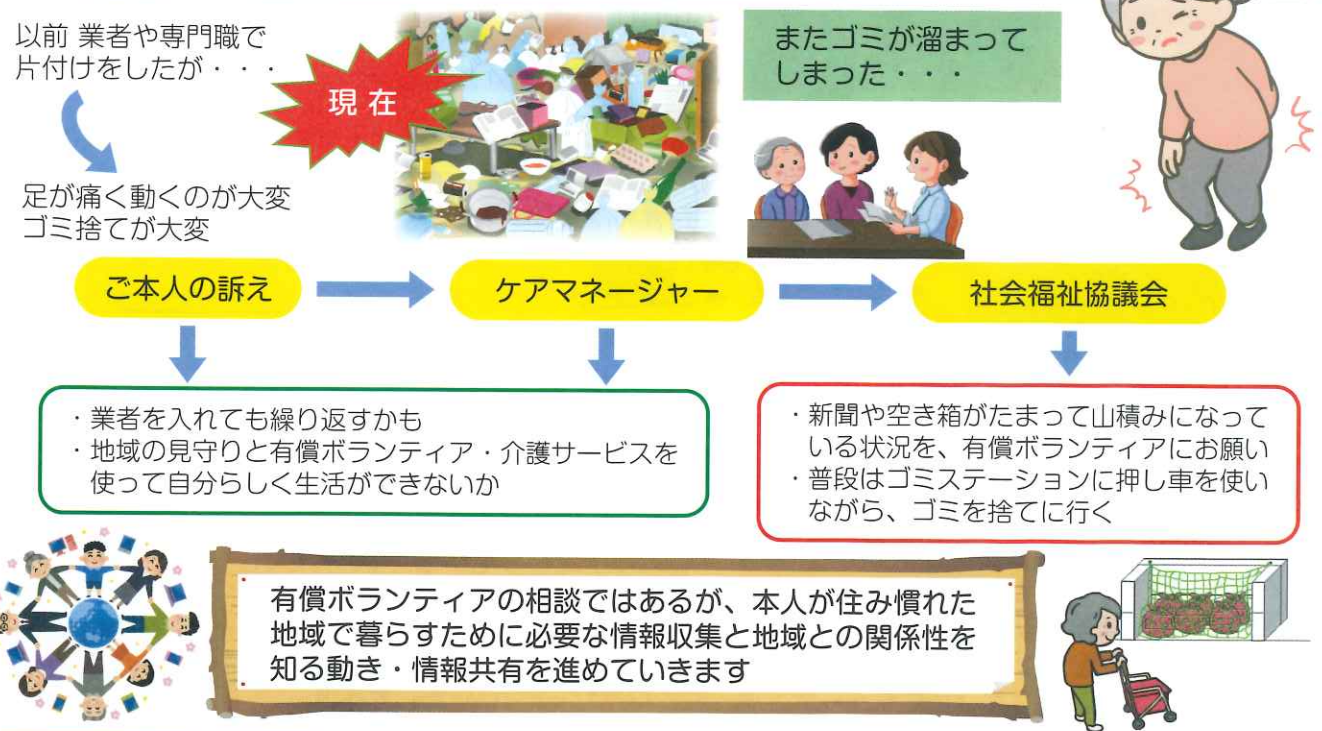 以前 業者や専門職で
片付けをしたが・・・
現在
またゴミが溜まって
しまった・・・
足が痛く動くのが大変
ゴミ捨てが大変
ご本人の訴え
ケアマネージャー
社会福祉協議会
・業者を入れても繰り返すかも
・地域の見守りと有償ボランティア・介護サービスを
使って自分らしく生活ができないか
・新聞や空き箱がたまって山積みになって
いる状況を、有償ボランティアにお願い
・普段はゴミステーションに押し車を使い
ながら、ゴミを捨てに行く
有償ボランティアの相談ではあるが、本人が住み慣れた
地域で暮らすために必要な情報収集と地域との関係性を
知る動き・情報共有を進めていきます